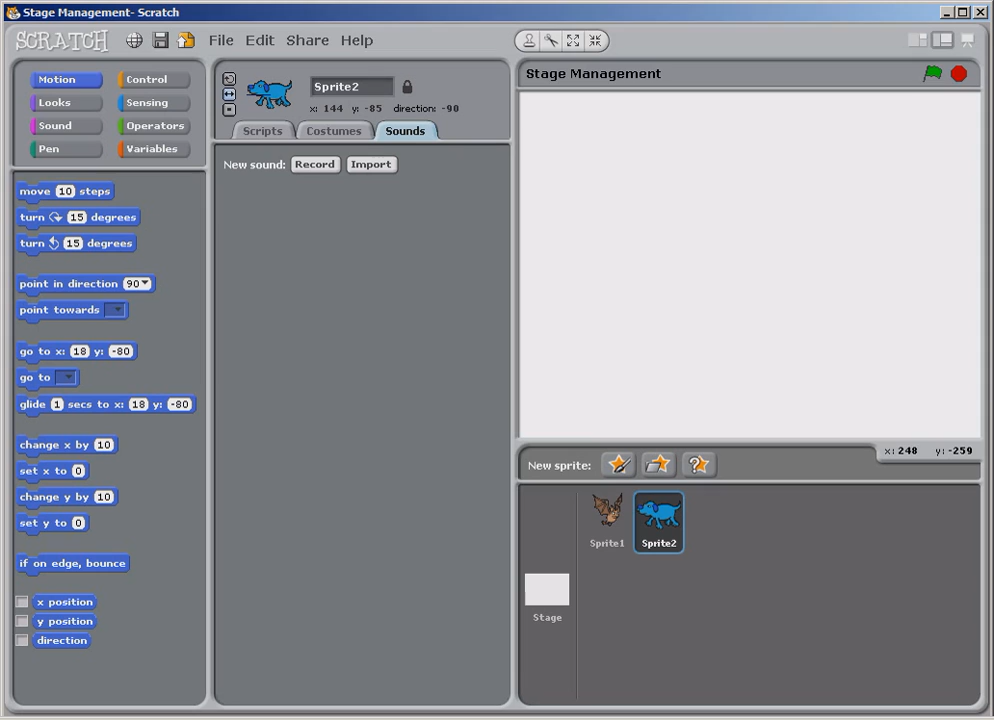 Stage Management- Scratch
SCRATCH File Edit Share Help
Motion Control
Looks Sensing
Sound Operators
Pen Variables
move 10 steps
turn 15 degrees
turn 15 degrees
point in direction 90
point towards
go to x: 18 y: -80
go to
glide 1 secs to x: 18 y: -80
change x by 10
set x to 0
change y by 10
set y to 0
if on edge, bounce
x position
y position
direction
Sprite2
x: 144 y: -85 direction: -90
Scripts Costumes Sounds
New sound: Record Import
Stage Management
x: 248 y: -259
New sprite: ?
Sprite1 Sprite2
Stage